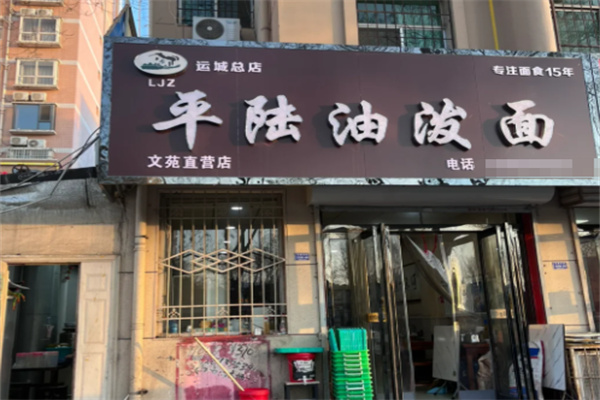 LJZ
运城总店
专注面食15年
平陆油泼面
文苑直营店
电话